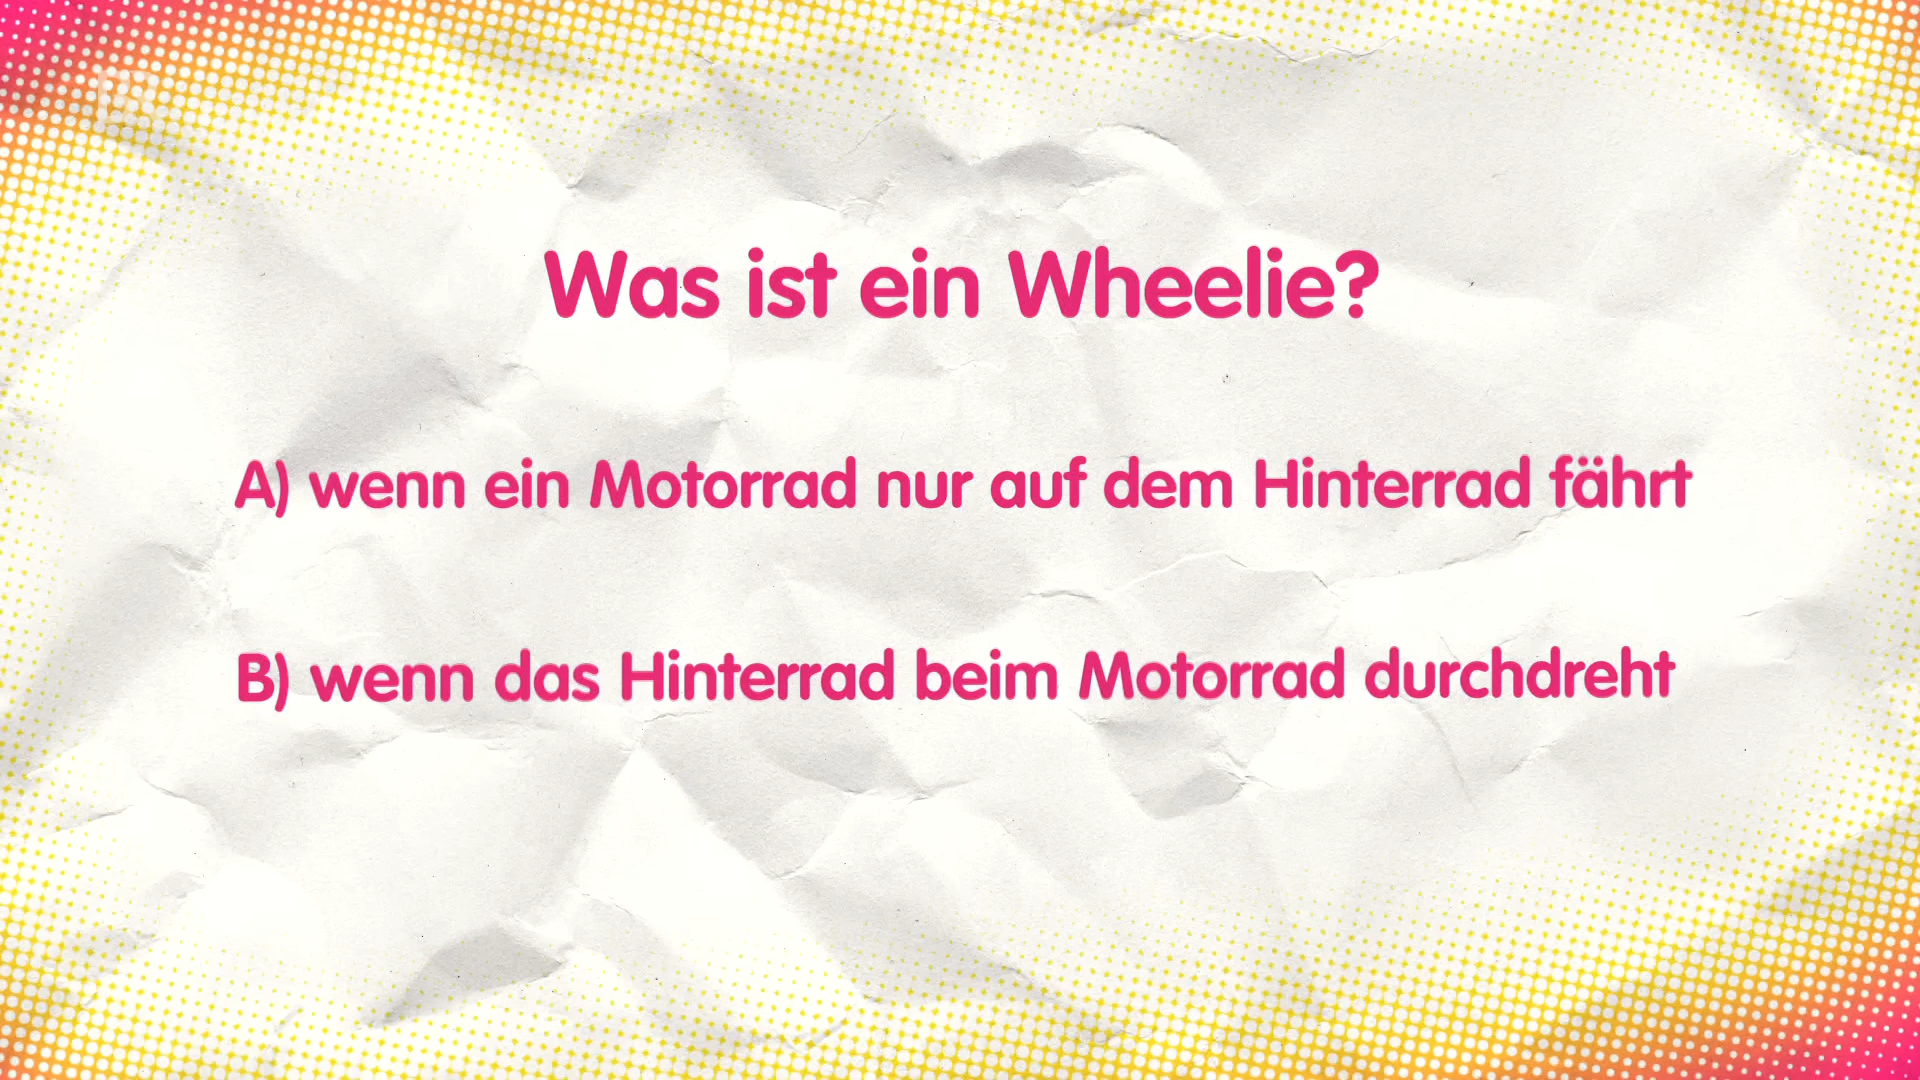 Was ist ein Wheelie?
A) wenn ein Motorrad nur auf dem Hinterrad fährt
B) wenn das Hinterrad beim Motorrad durchdreht